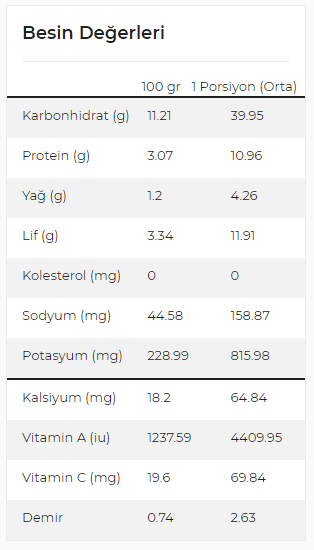 Besin Değerleri
100 gr 1 Porsiyon (Orta)
Karbonhidrat (g) 11.21 39.95
Protein (g) 3.07 10.96
Yağ (g) 1.2 4.26
Lif (g) 3.34 11.91
Kolesterol (mg) 0 0
Sodyum (mg) 44.58 158.87
Potasyum (mg) 228.99 815.98
Kalsiyum (mg) 18.2 64.84
Vitamin A (iu) 1237.59 4409.95
Vitamin C (mg) 19.6 69.84
Demir 0.74 2.63